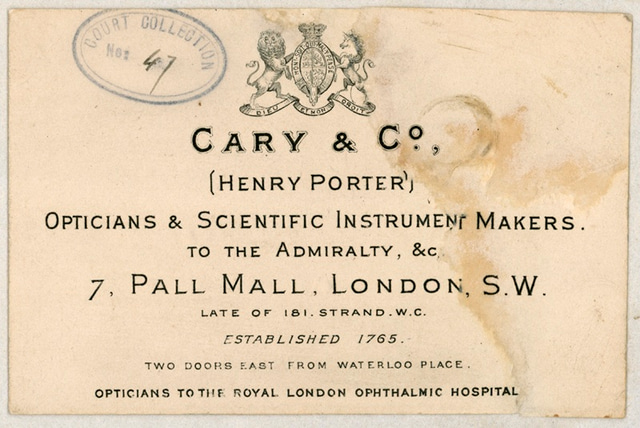 COURT COLLECTION
No: 47
DIEU ET MON DROIT
CARY & Co.,
(HENRY PORTER)
OPTICIANS & SCIENTIFIC INSTRUMENT MAKERS.
TO THE ADMIRALTY, &c
7, PALL MALL, LONDON, S.W.
LATE OF 181. STRAND. W.C.
ESTABLISHED 1765.
TWO DOORS EAST FROM WATERLOO PLACE.
OPTICIANS TO THE ROYAL LONDON OPHTHALMIC HOSPITAL